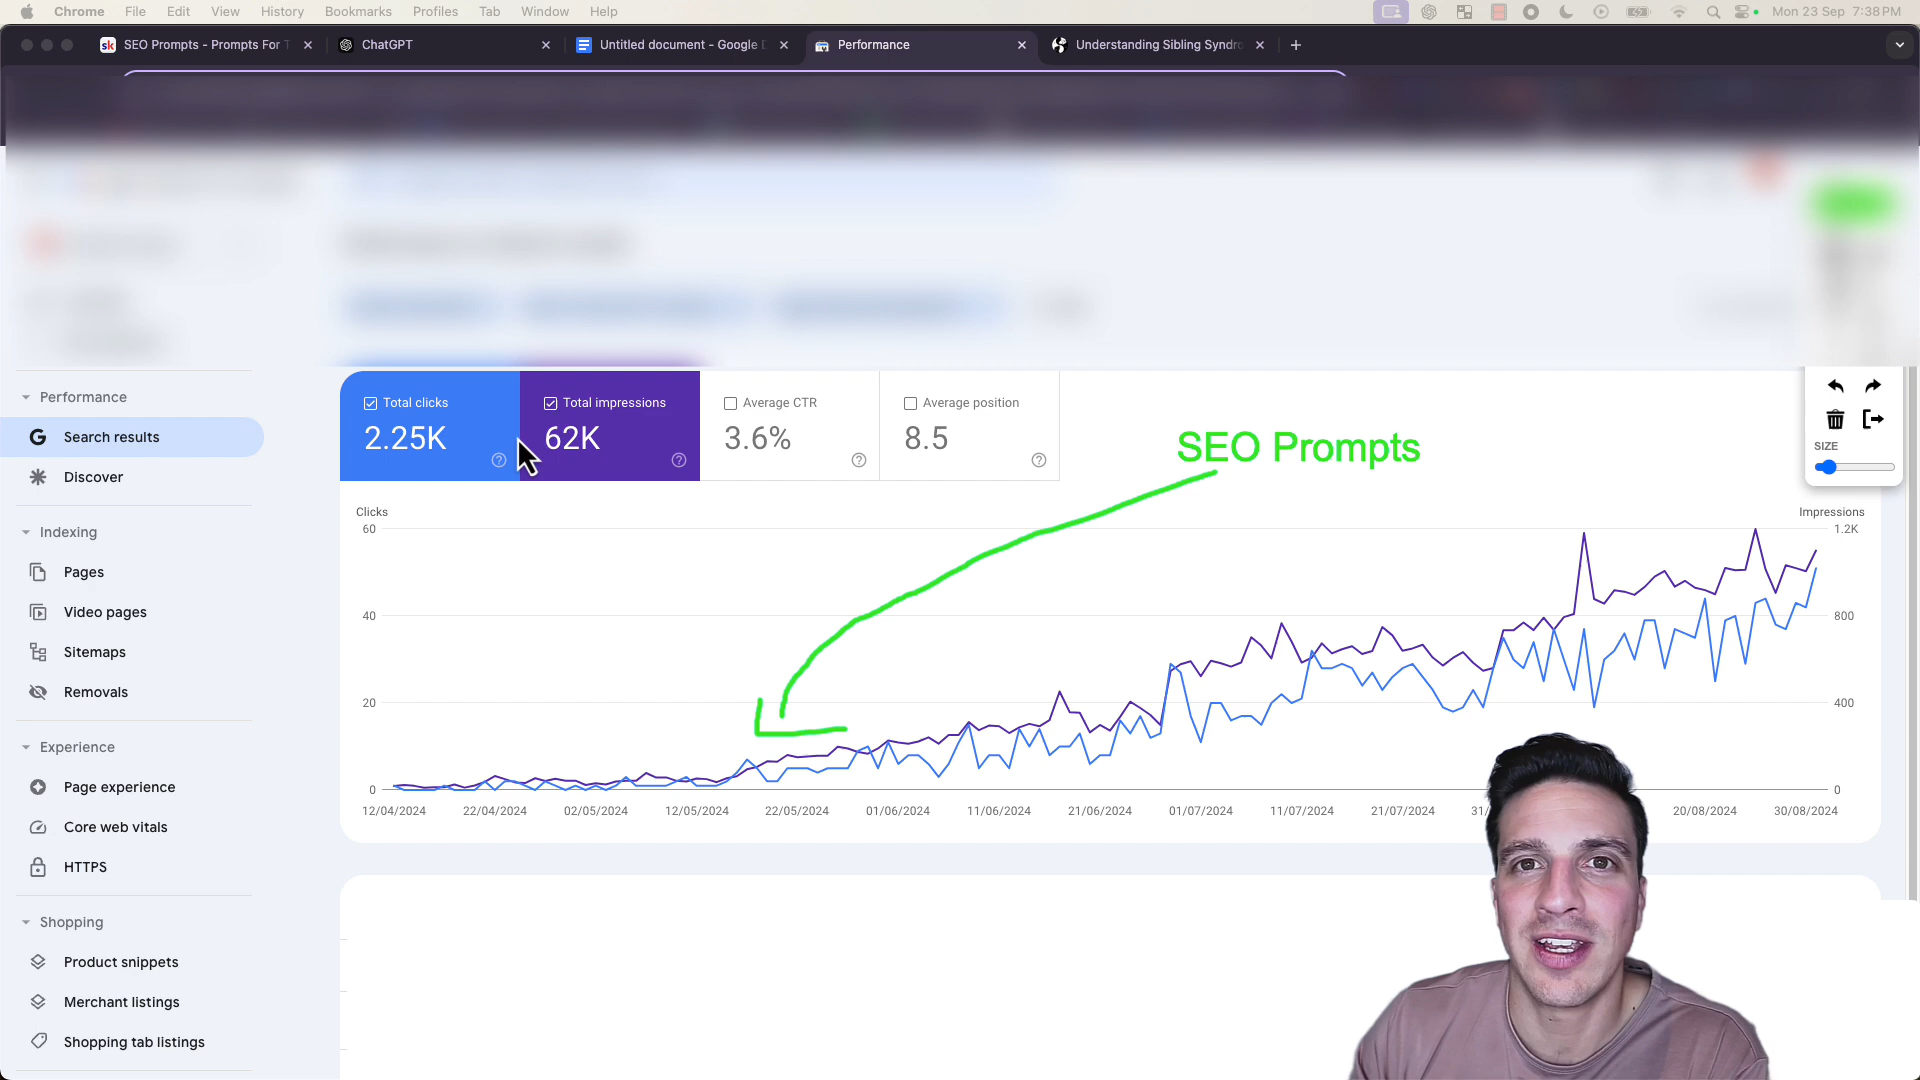 Chrome File Edit View History Bookmarks Profiles Tab Window Help Mon 23 Sep 7:38 PM
SEO Prompts - Prompts For T ChatGPT Untitled document - Google D Performance Understanding Sibling Syndro
Performance
Search results
Discover
Indexing
Pages
Video pages
Sitemaps
Removals
Experience
Page experience
Core web vitals
HTTPS
Shopping
Product snippets
Merchant listings
Shopping tab listings
Total clicks
2.25K
Total impressions
62K
Average CTR
3.6%
Average position
8.5
SEO Prompts
SIZE
Clicks
Impressions
60
40
20
0
1.2K
800
400
0
12/04/2024 22/04/2024 02/05/2024 12/05/2024 22/05/2024 01/06/2024 11/06/2024 21/06/2024 01/07/2024 11/07/2024 21/07/2024 31/ 20/08/2024 30/08/2024